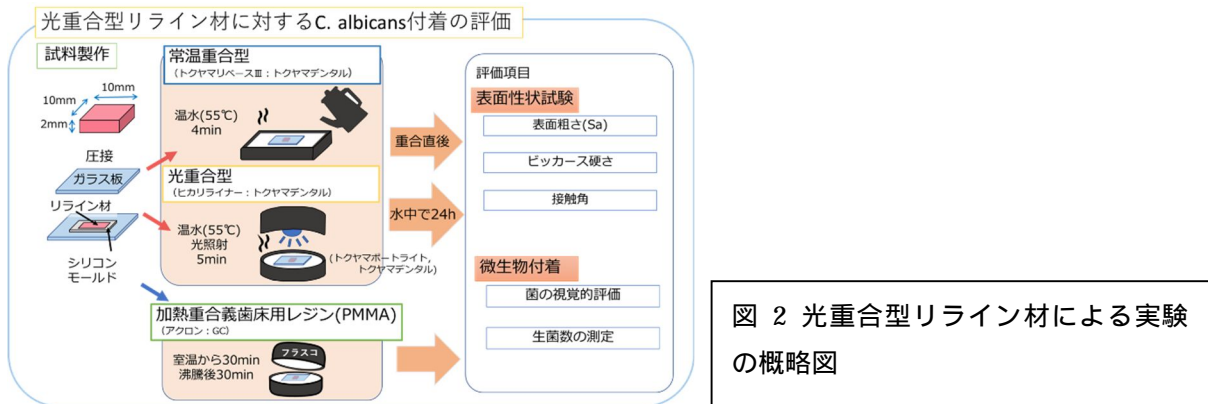 光重合型リライン材に対するC. albicans付着の評価
試料製作
10mm
10mm
2mm
圧接
ガラス板
リライン材
シリコン
モールド
常温重合型
(トクヤマリベースⅢ：トクヤマデンタル)
温水(55℃)
4min
光重合型
(ヒカリライナー：トクヤマデンタル)
温水(55℃)
光照射
5min
(トクヤマポートライト,
トクヤマデンタル)
加熱重合義歯床用レジン(PMMA)
(アクロン：GC)
室温から30min
沸騰後30min
フラスコ
重合直後
水中で24h
評価項目
表面性状試験
表面粗さ(Sa)
ビッカース硬さ
接触角
微生物付着
菌の視覚的評価
生菌数の測定
図 2 光重合型リライン材による実験
の概略図